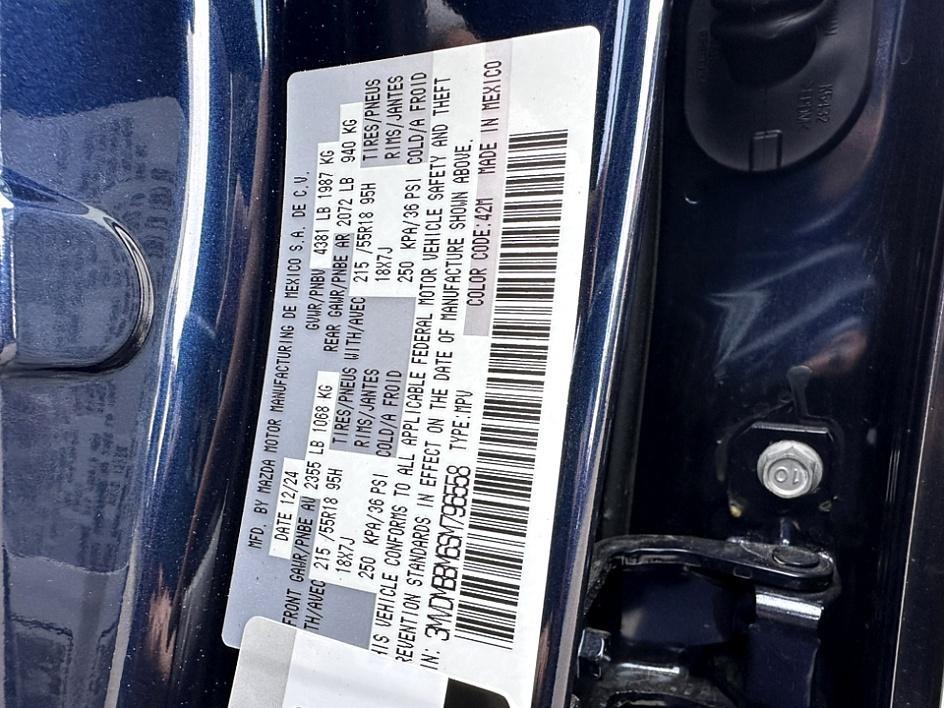 MFD. BY MAZDA MOTOR MANUFACTURING DE MEXICO S.A. DE C.V.
DATE 12/24 GVWR/PNBV 4381 LB 1987 KG
FRONT GAWR/PNBE AV 2355 LB 1068 KG REAR GAWR/PNBE AR 2072 LB 940 KG
TH/AVEC 215 /55R18 95H TIRES/PNEUS WITH/AVEC 215 /55R18 95H TIRES/PNEUS
18X7J RIMS/JANTES 18X7J RIMS/JANTES
250 KPA/36 PSI COLD/A FROID 250 KPA/36 PSI COLD/A FROID
HIS VEHICLE CONFORMS TO ALL APPLICABLE FEDERAL MOTOR VEHICLE SAFETY AND THEFT
REVENTION STANDARDS IN EFFECT ON THE DATE OF MANUFACTURE SHOWN ABOVE.
IN: TYPE:MPV COLOR CODE:42M MADE IN MEXICO
10